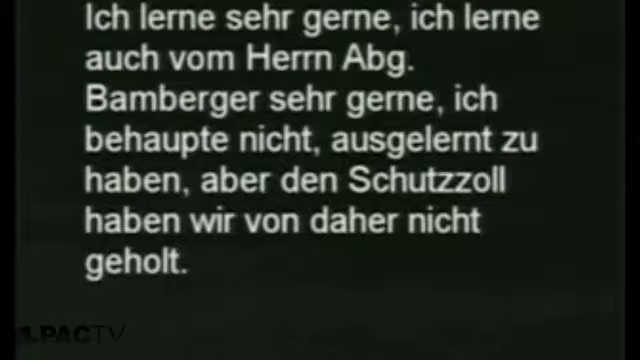 Ich lerne sehr gerne, ich lerne
auch vom Herrn Abg.
Bamberger sehr gerne, ich
behaupte nicht, ausgelernt zu
haben, aber den Schutzzoll
haben wir von daher nicht
geholt.
LPACTV